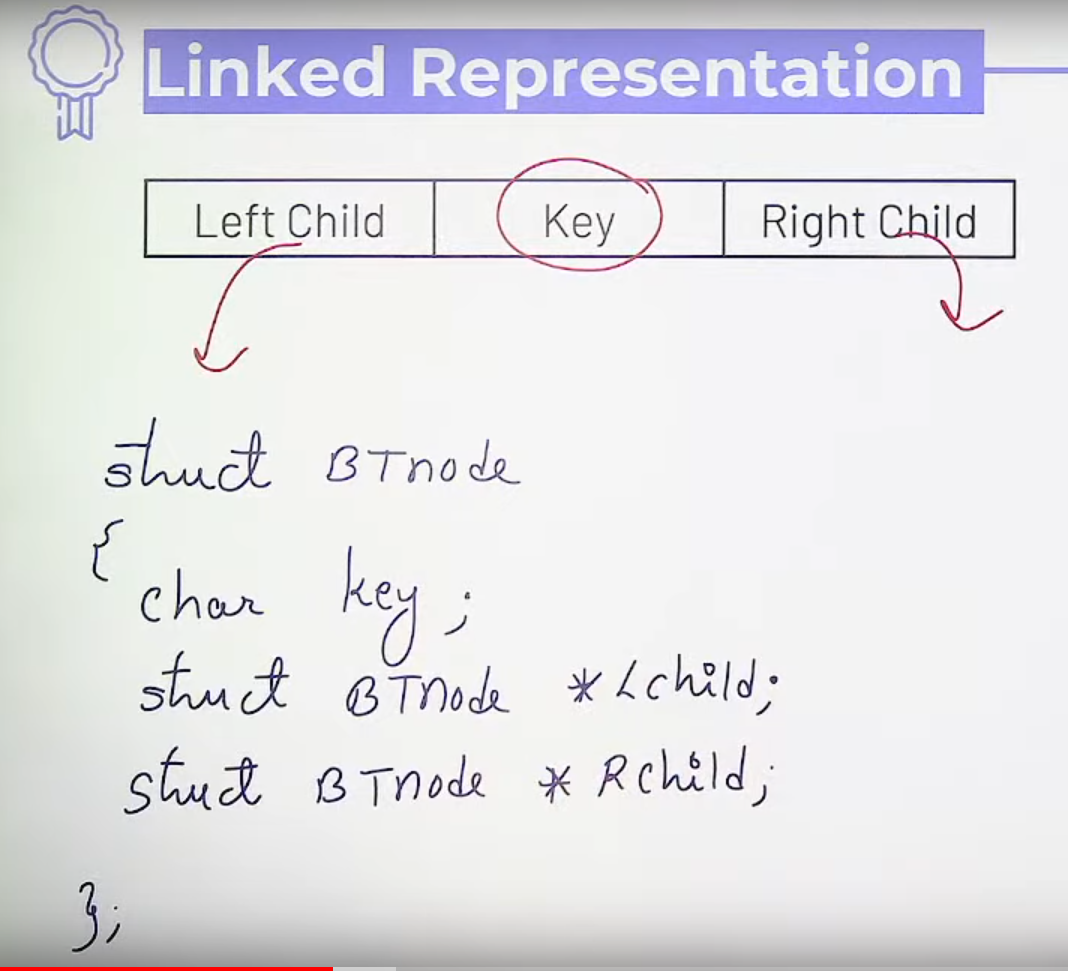 Linked Representation
Left Child Key Right Child
struct BTnode
{
char key;
struct BTnode *Lchild;
struct BTnode *Rchild;
};